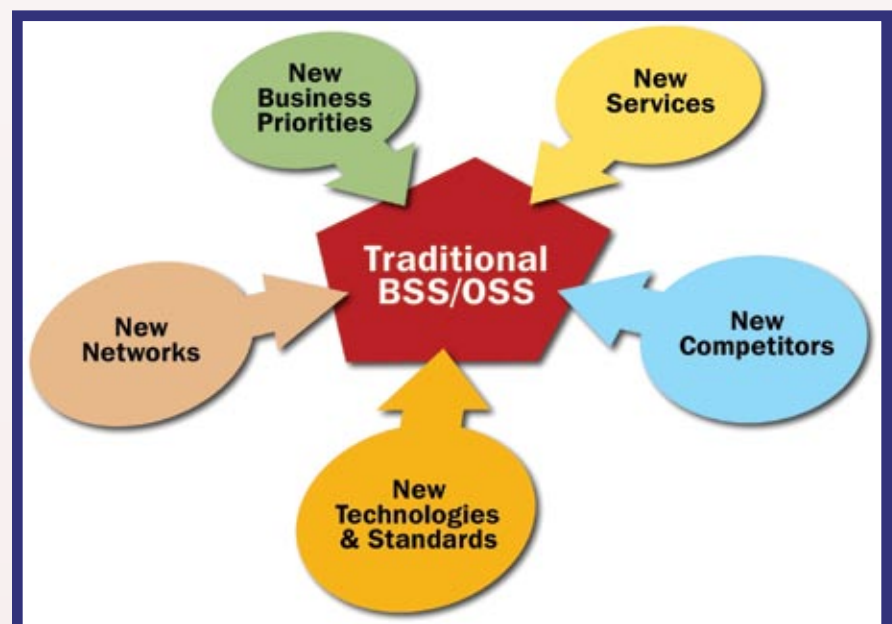 New
Business
Priorities
New
Services
Traditional
BSS/OSS
New
Networks
New
Competitors
New
Technologies
& Standards